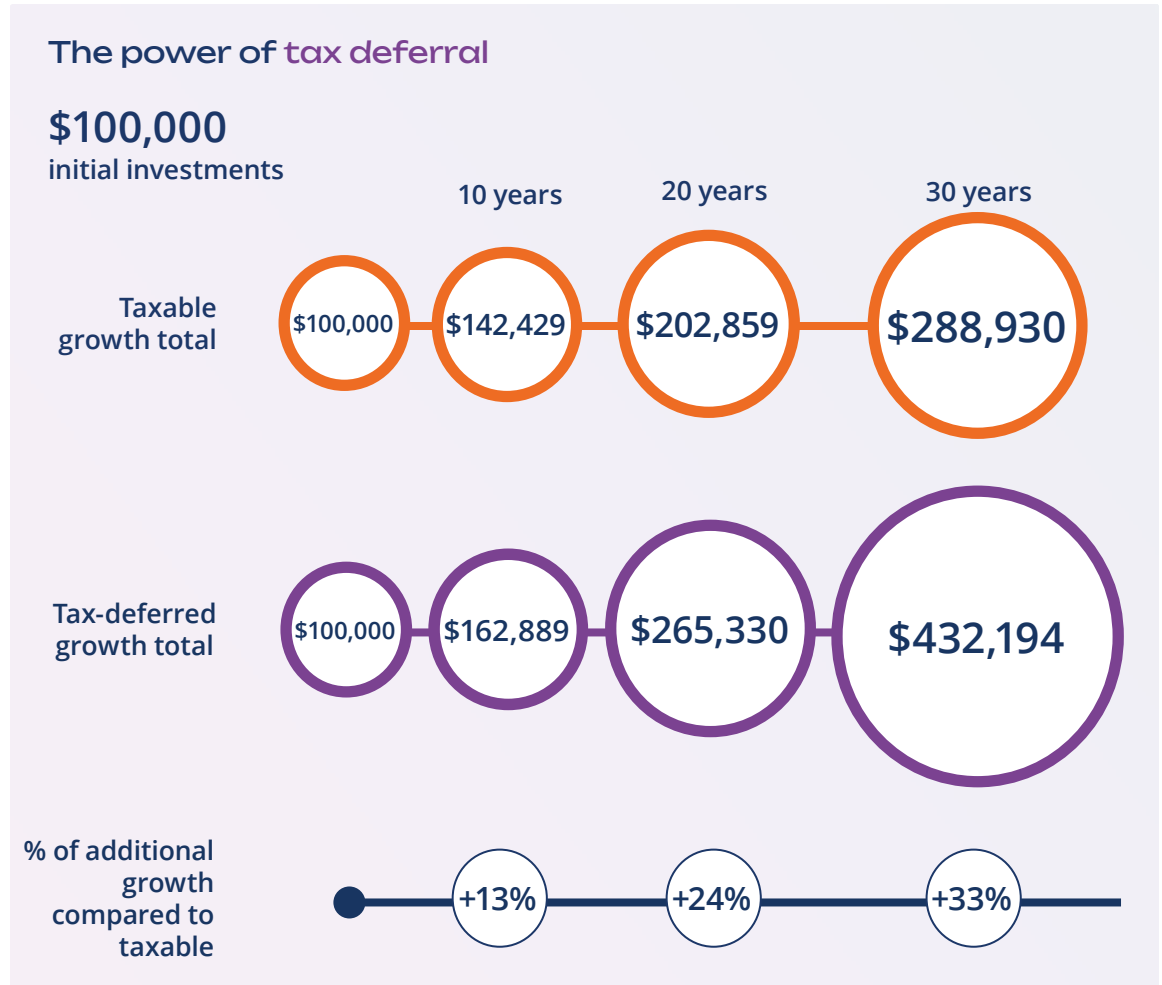 The power of tax deferral
$100,000
initial investments
10 years
20 years
30 years
Taxable
growth total
$100,000
$142,429
$202,859
$288,930
Tax-deferred
growth total
$100,000
$162,889
$265,330
$432,194
% of additional
growth
compared to
taxable
+13%
+24%
+33%